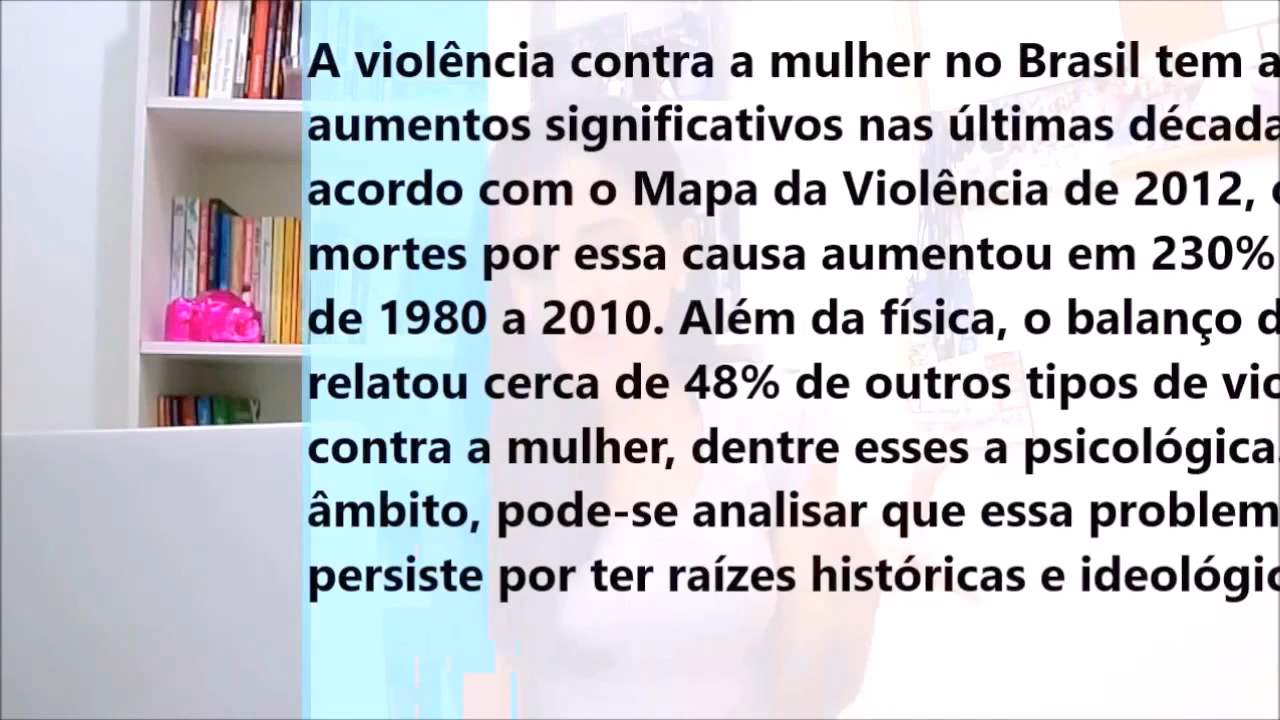 A violência contra a mulher no Brasil tem a
aumentos significativos nas últimas década
acordo com o Mapa da Violência de 2012,
mortes por essa causa aumentou em 230%
de 1980 a 2010. Além da física, o balanço d
relatou cerca de 48% de outros tipos de vio
contra a mulher, dentre esses a psicológica.
âmbito, pode-se analisar que essa problem
persiste por ter raízes históricas e ideológic